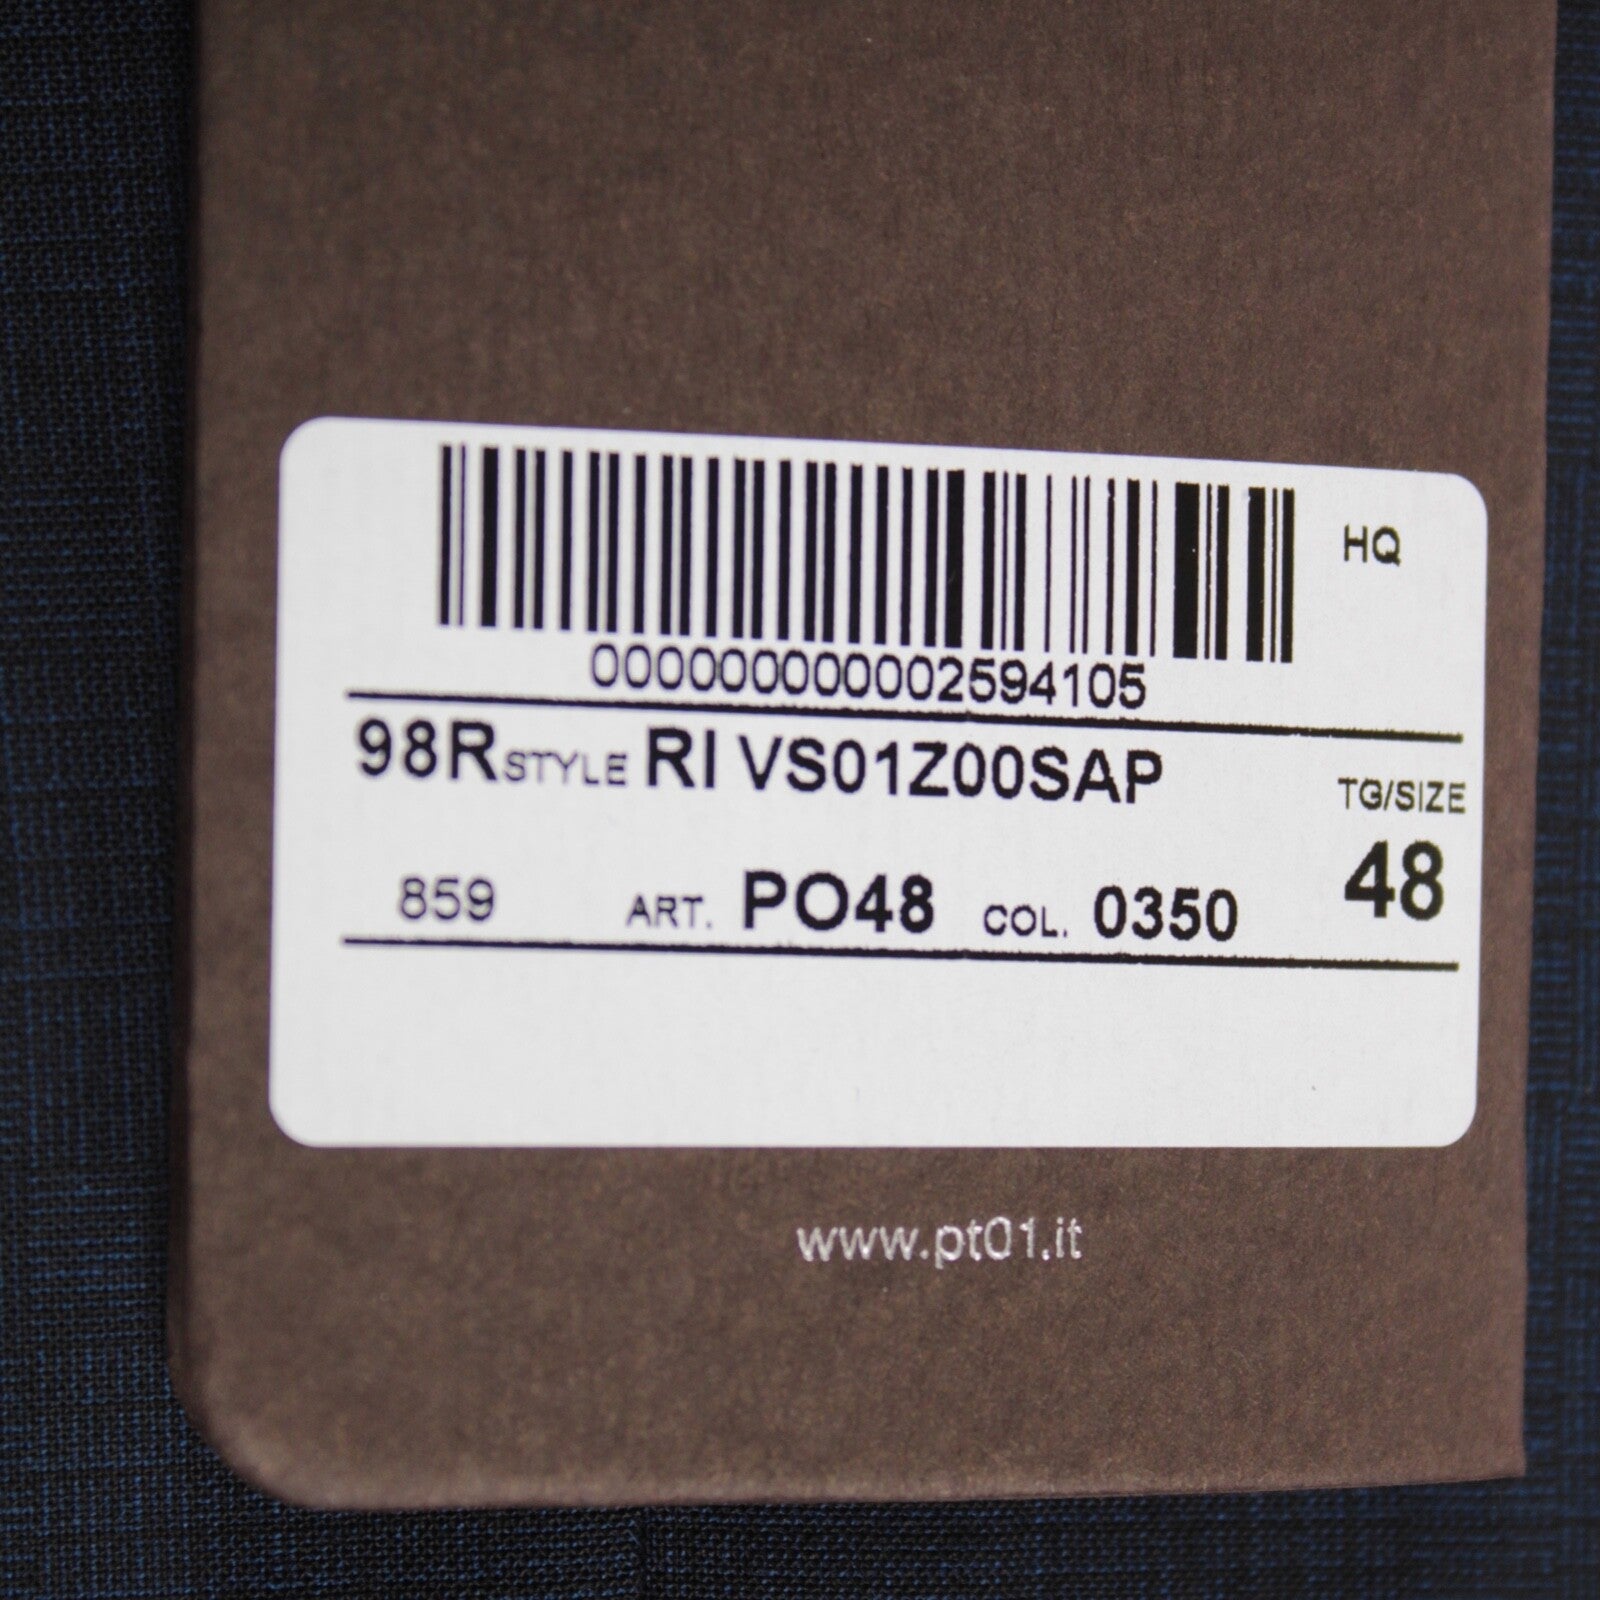 HQ
000000000002594105
98R STYLE RI VS01Z00SAP TG/SIZE
859 ART. PO48 COL. 0350 48
www.pt01.it